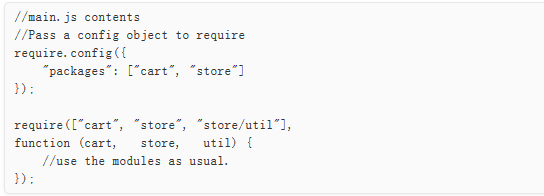 //main.js contents
//Pass a config object to require
require.config({
    "packages": ["cart", "store"]
});

require(["cart", "store", "store/util"],
function (cart,   store,   util) {
    //use the modules as usual.
});